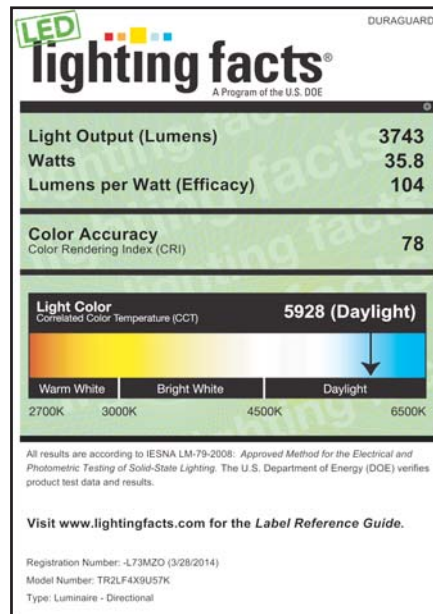 DURAGUARD
LED
lighting facts®
A Program of the U.S. DOE
Light Output (Lumens) 3743
Watts 35.8
Lumens per Watt (Efficacy) 104
Color Accuracy
Color Rendering Index (CRI) 78
Light Color
Correlated Color Temperature (CCT) 5928 (Daylight)
Warm White Bright White Daylight
2700K 3000K 4500K 6500K
All results are according to IESNA LM-79-2008: Approved Method for the Electrical and
Photometric Testing of Solid-State Lighting. The U.S. Department of Energy (DOE) verifies
product test data and results.
Visit www.lightingfacts.com for the Label Reference Guide.
Registration Number: -L73MZO (3/28/2014)
Model Number: TR2LF4X9U57K
Type: Luminaire - Directional